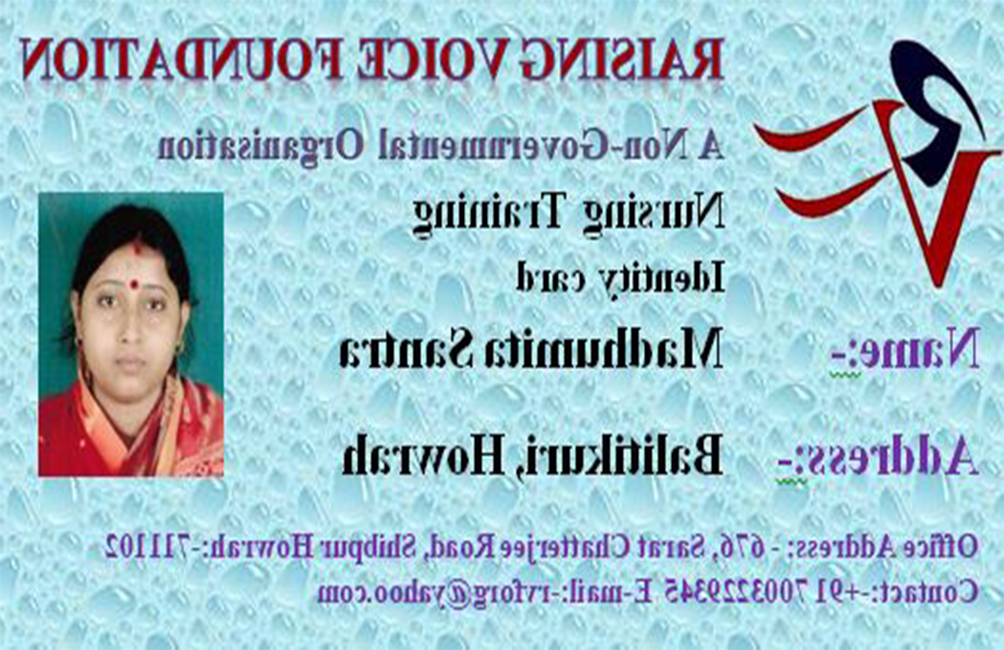 RAISING VOICE FOUNDATION
A Non-Governmental Organisation
Nursing Training
Identity card
Name:- Madhumita Santra
Address:- Balitikuri, Howrah
Office Address: - 676, Sarat Chatterjee Road, Shibpur Howrah:-711102
Contact:-+91 7003229345 E-mail:-rvforg@yahoo.com